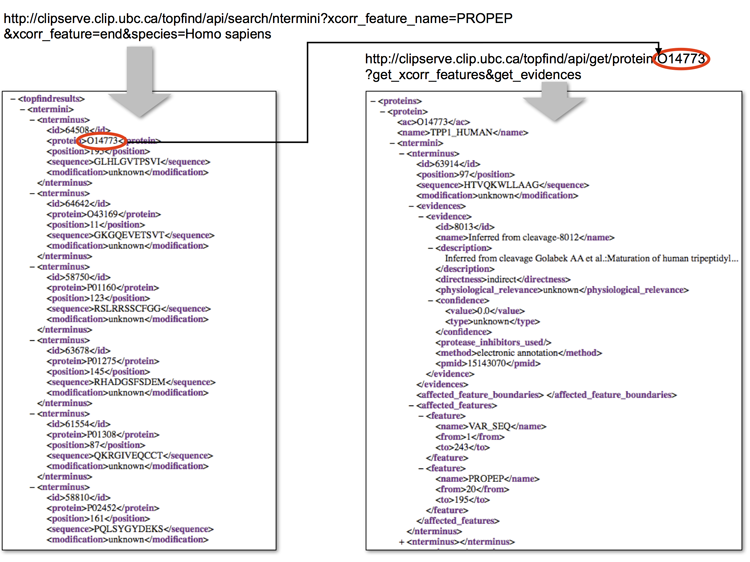 http://clipserve.clip.ubc.ca/topfind/api/search/ntermini?xcorr_feature_name=PROPEP
&xcorr_feature=end&species=Homo sapiens
http://clipserve.clip.ubc.ca/topfind/api/get/protein/O14773
?get_xcorr_features&get_evidences
− <topfindresults>
− <ntermini>
− <nterminus>
<id>64508</id>
<protein>O14773</protein>
<position>195</position>
<sequence>GLHLGVTPSVI</sequence>
<modification>unknown</modification>
</nterminus>
− <nterminus>
<id>64642</id>
<protein>O43169</protein>
<position>11</position>
<sequence>GKGQEVETSVT</sequence>
<modification>unknown</modification>
</nterminus>
− <nterminus>
<id>58750</id>
<protein>P01160</protein>
<position>123</position>
<sequence>RSLRRSSCFGG</sequence>
<modification>unknown</modification>
</nterminus>
− <nterminus>
<id>63678</id>
<protein>P01275</protein>
<position>145</position>
<sequence>RHADGSFSDEM</sequence>
<modification>unknown</modification>
</nterminus>
− <nterminus>
<id>61554</id>
<protein>P01308</protein>
<position>87</position>
<sequence>QKRGIVEQCCT</sequence>
<modification>unknown</modification>
</nterminus>
− <nterminus>
<id>58810</id>
<protein>P02452</protein>
<position>161</position>
<sequence>PQLSYGYDEKS</sequence>
<modification>unknown</modification>
− <proteins>
− <protein>
<ac>O14773</ac>
<name>TPP1_HUMAN</name>
− <ntermini>
− <nterminus>
<id>63914</id>
<position>97</position>
<sequence>HTVQKWLLAAG</sequence>
<modification>unknown</modification>
− <evidences>
− <evidence>
<id>8013</id>
<name>Inferred from cleavage-8012</name>
− <description>
Inferred from cleavage Golabek AA et al.:Maturation of human tripeptidyl...
</description>
<directness>indirect</directness>
<physiological_relevance>unknown</physiological_relevance>
− <confidence>
<value>0.0</value>
<type>unknown</type>
</confidence>
<protease_inhibitors_used/>
<method>electronic annotation</method>
<pmid>15143070</pmid>
</evidence>
</evidences>
<affected_feature_boundaries> </affected_feature_boundaries>
− <affected_features>
− <feature>
<name>VAR_SEQ</name>
<from>1</from>
<to>243</to>
</feature>
− <feature>
<name>PROPEP</name>
<from>20</from>
<to>195</to>
</feature>
</affected_features>
</nterminus>
+ <nterminus></nterminus>